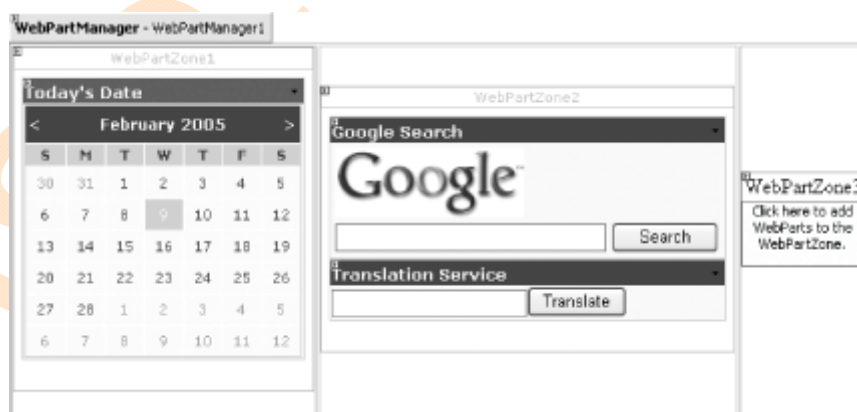 WebPartManager - WebPartManager1
WebPartZone1
Today's Date
< February 2005 >
S M T W T F S
30 31 1 2 3 4 5
6 7 8 9 10 11 12
13 14 15 16 17 18 19
20 21 22 23 24 25 26
27 28 1 2 3 4 5
6 7 8 9 10 11 12
WebPartZone2
Google Search
Google™
Search
Translation Service
Translate
WebPartZone3
Click here to add
WebParts to the
WebPartZone.